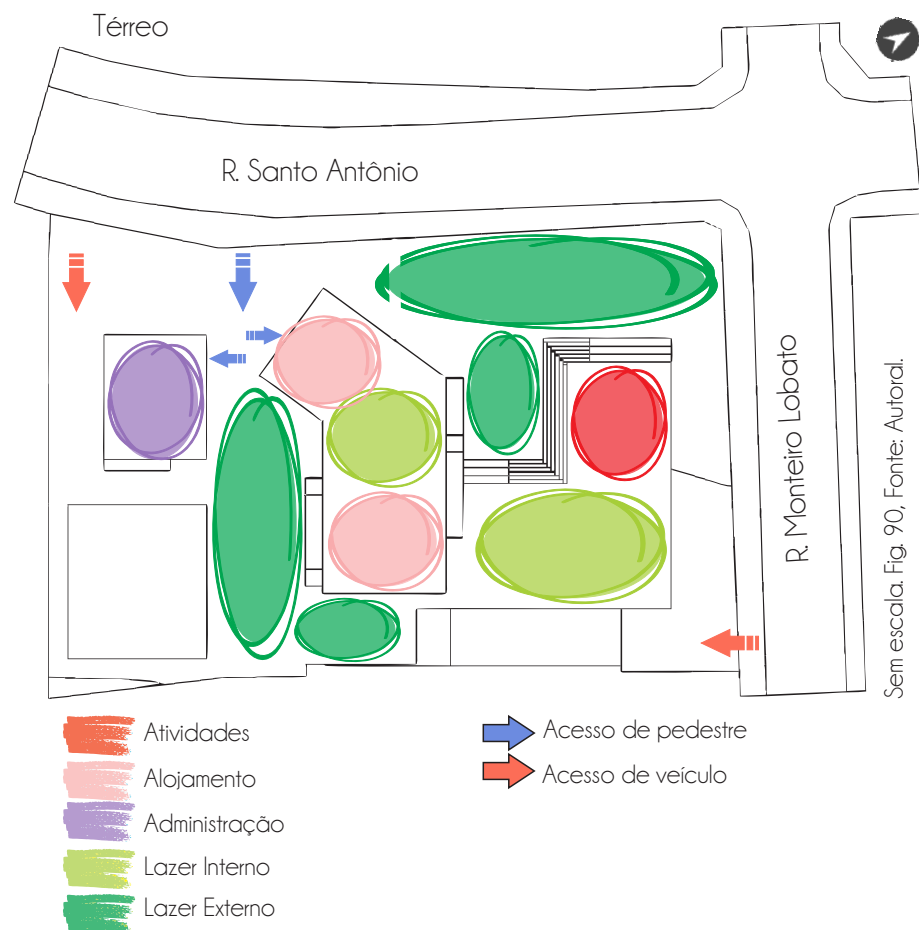 Térreo
R. Santo Antônio
R. Monteiro Lobato
Sem escala. Fig. 90, Fonte: Autoral.
Atividades
Alojamento
Administração
Lazer Interno
Lazer Externo
Acesso de pedestre
Acesso de veículo